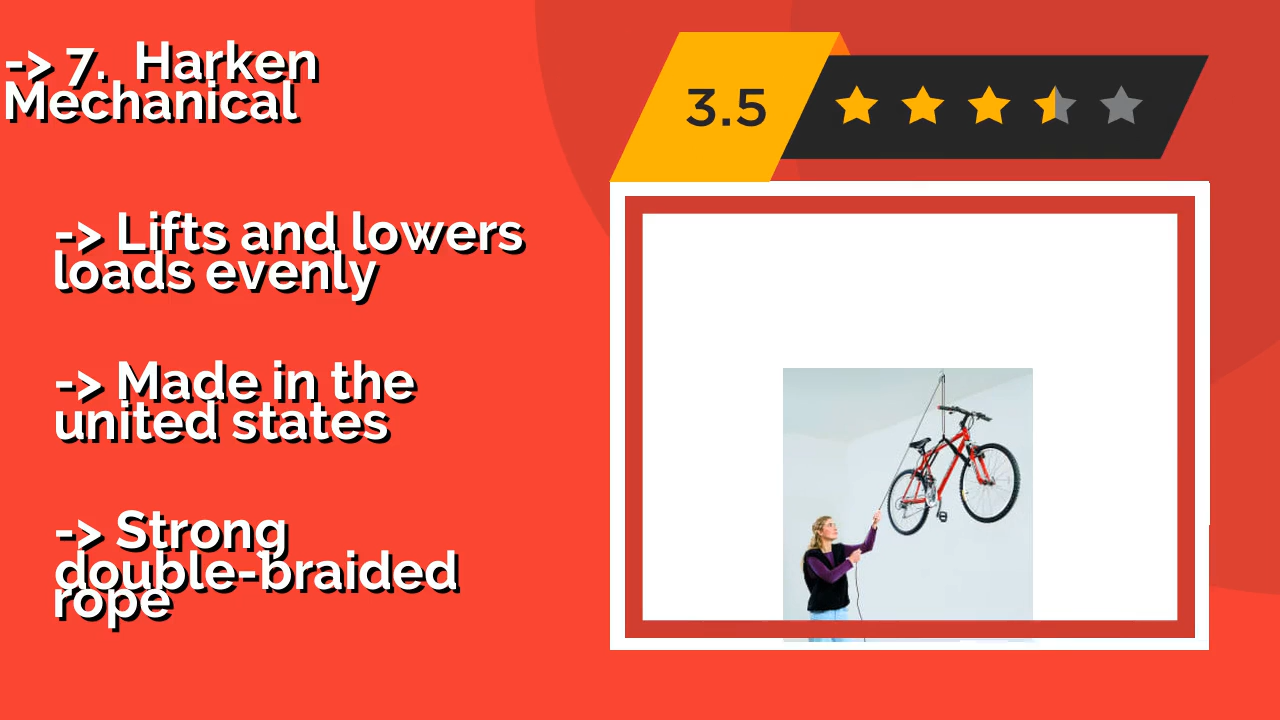 -> 7.  Harken
Mechanical
3.5
-> Lifts and lowers
loads evenly
-> Made in the
united states
-> Strong
double-braided
rope